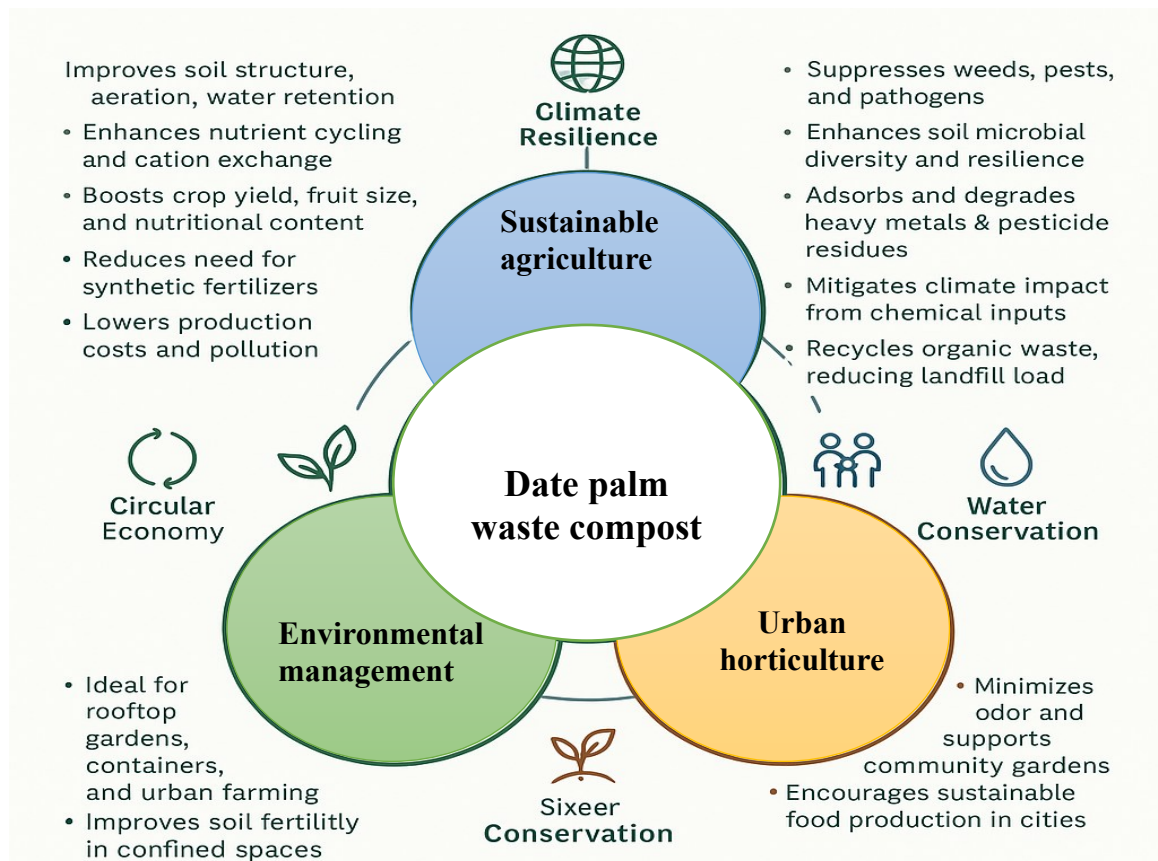 Improves soil structure,
aeration, water retention
• Enhances nutrient cycling
and cation exchange
• Boosts crop yield, fruit size,
and nutritional content
• Reduces need for
synthetic fertilizers
• Lowers production
costs and pollution
Climate
Resilience
• Suppresses weeds, pests,
and pathogens
• Enhances soil microbial
diversity and resilience
• Adsorbs and degrades
heavy metals & pesticide
residues
• Mitigates climate impact
from chemical inputs
• Recycles organic waste,
reducing landfill load
Sustainable
agriculture
Circular
Economy
Date palm
waste compost
Water
Conservation
Environmental
management
Urban
horticulture
• Ideal for
rooftop
gardens,
containers,
and urban farming
• Improves soil fertilitly
in confined spaces
Sixeer
Conservation
• Minimizes
odor and
supports
community gardens
• Encourages sustainable
food production in cities